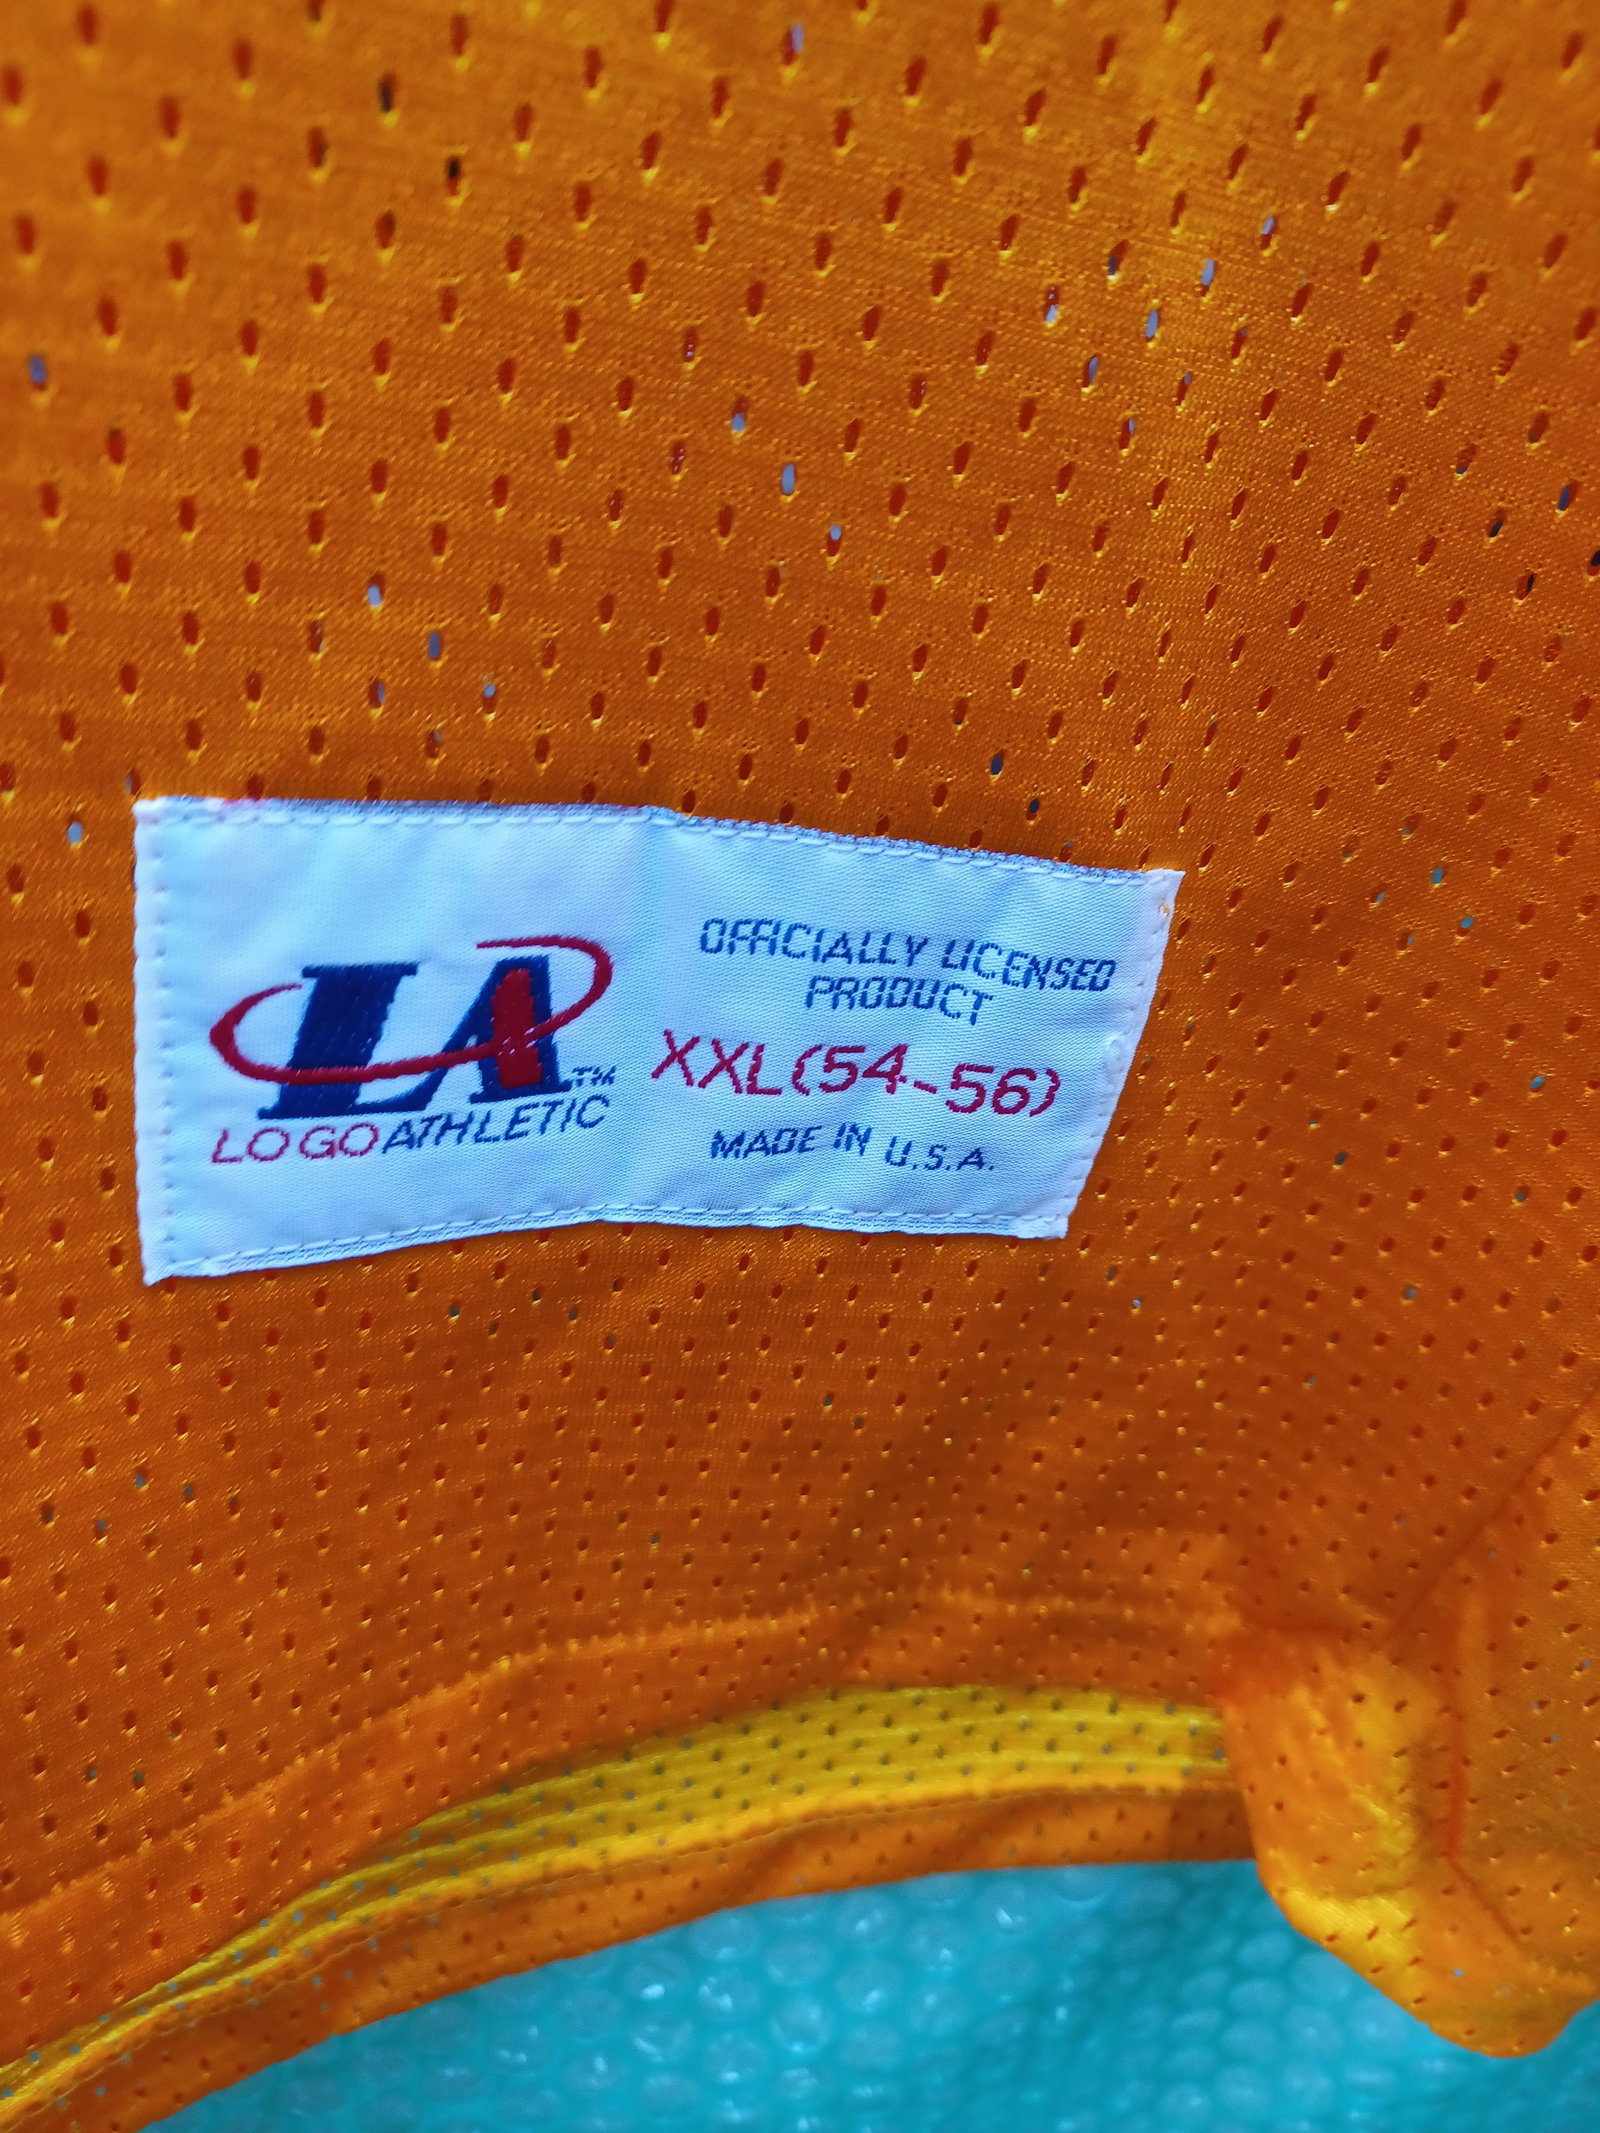 LA™
LOGO ATHLETIC
OFFICIALLY LICENSED
PRODUCT
XXL(54-56)
MADE IN U.S.A.